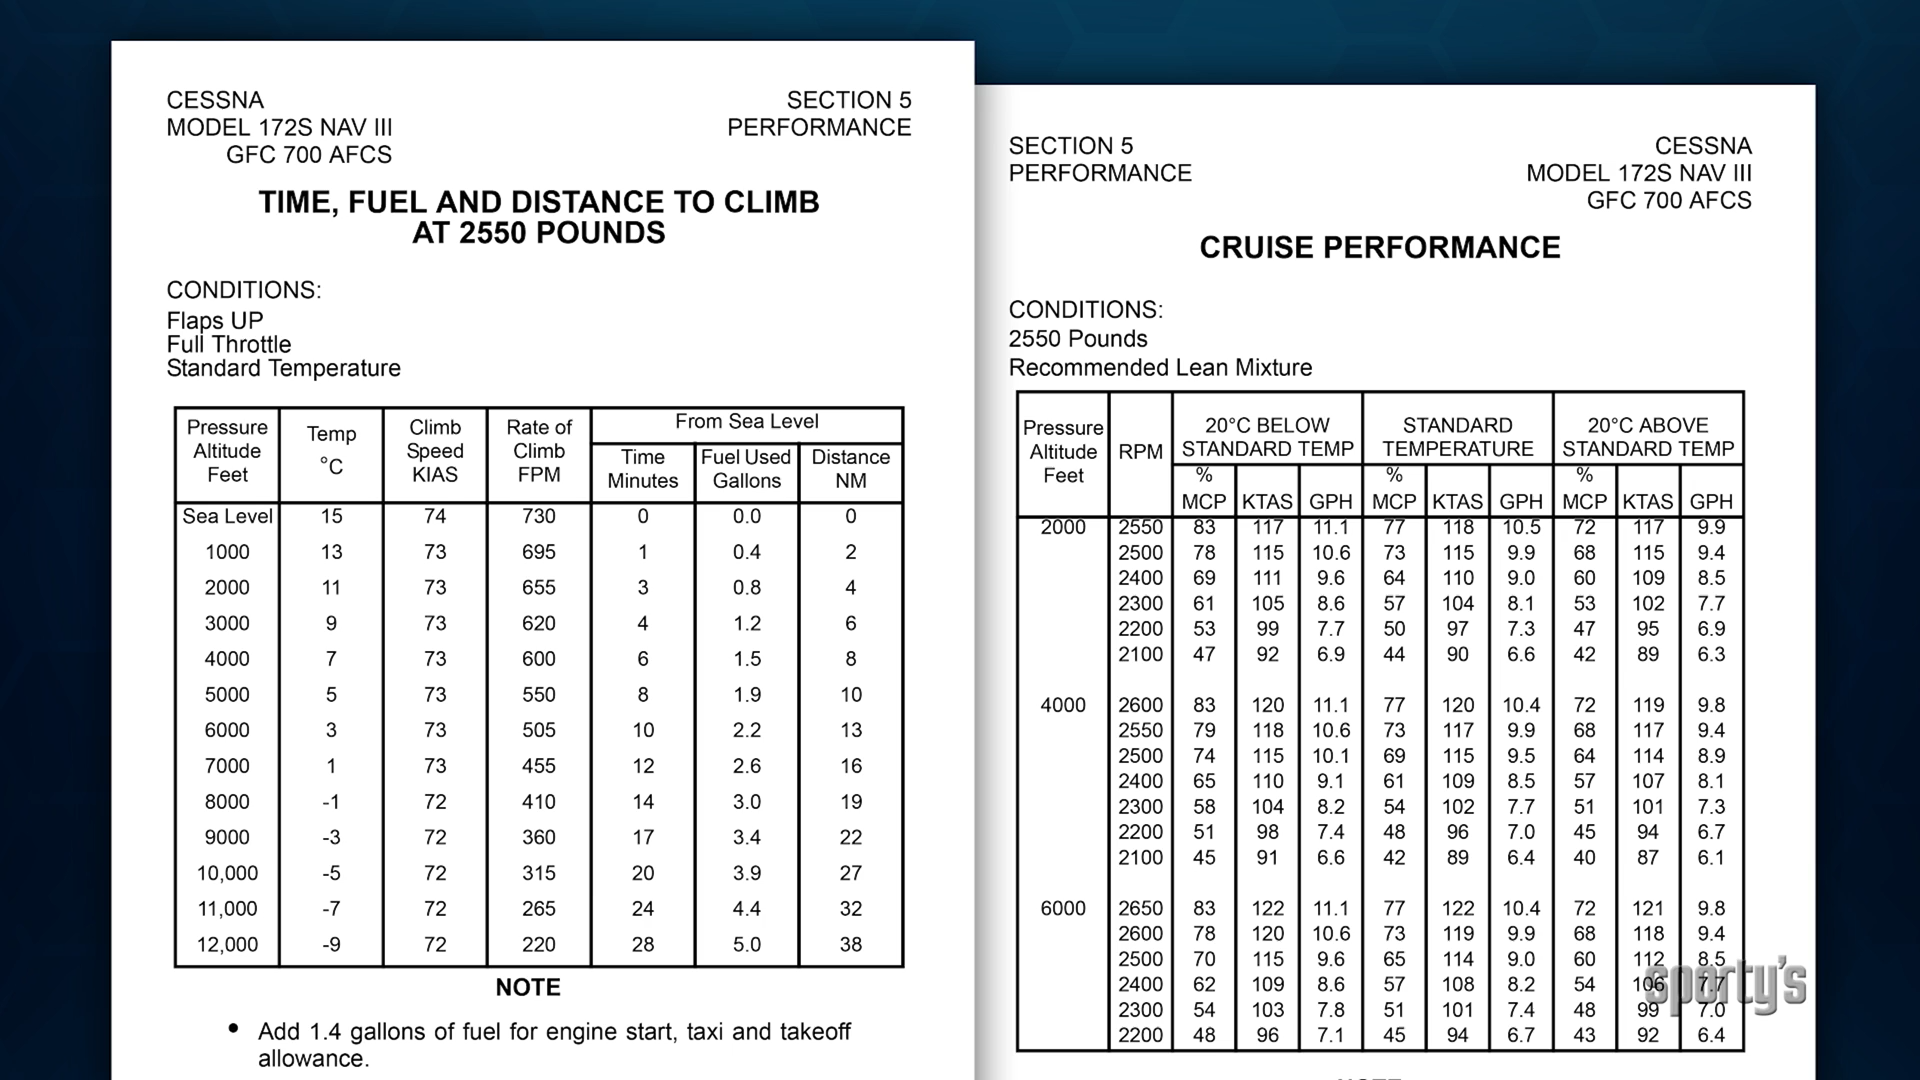 CESSNA
SECTION 5
MODEL 172S NAV III
PERFORMANCE
GFC 700 AFCS
TIME, FUEL AND DISTANCE TO CLIMB
AT 2550 POUNDS
CONDITIONS:
Flaps UP
Full Throttle
Standard Temperature
Pressure Altitude Feet
Temp °C
Climb Speed KIAS
Rate of Climb FPM
From Sea Level
Time Minutes
Fuel Used Gallons
Distance NM
Sea Level 15 74 730 0 0.0 0
1000 13 73 695 1 0.4 2
2000 11 73 655 3 0.8 4
3000 9 73 620 4 1.2 6
4000 7 73 600 6 1.5 8
5000 5 73 550 8 1.9 10
6000 3 73 505 10 2.2 13
7000 1 73 455 12 2.6 16
8000 -1 72 410 14 3.0 19
9000 -3 72 360 17 3.4 22
10,000 -5 72 315 20 3.9 27
11,000 -7 72 265 24 4.4 32
12,000 -9 72 220 28 5.0 38
NOTE
• Add 1.4 gallons of fuel for engine start, taxi and takeoff
allowance.
SECTION 5
CESSNA
PERFORMANCE
MODEL 172S NAV III
GFC 700 AFCS
CRUISE PERFORMANCE
CONDITIONS:
2550 Pounds
Recommended Lean Mixture
Pressure Altitude Feet
RPM
20°C BELOW STANDARD TEMP
STANDARD TEMPERATURE
20°C ABOVE STANDARD TEMP
% MCP KTAS GPH % MCP KTAS GPH % MCP KTAS GPH
2000 2550 83 117 11.1 77 118 10.5 72 117 9.9
2500 78 115 10.6 73 115 9.9 68 115 9.4
2400 69 111 9.6 64 110 9.0 60 109 8.5
2300 61 105 8.6 57 104 8.1 53 102 7.7
2200 53 99 7.7 50 97 7.3 47 95 6.9
2100 47 92 6.9 44 90 6.6 42 89 6.3
4000 2600 83 120 11.1 77 120 10.4 72 119 9.8
2550 79 118 10.6 73 117 9.9 68 117 9.4
2500 74 115 10.1 69 115 9.5 64 114 8.9
2400 65 110 9.1 61 109 8.5 57 107 8.1
2300 58 104 8.2 54 102 7.7 51 101 7.3
2200 51 98 7.4 48 96 7.0 45 94 6.7
2100 45 91 6.6 42 89 6.4 40 87 6.1
6000 2650 83 122 11.1 77 122 10.4 72 121 9.8
2600 78 120 10.6 73 119 9.9 68 118 9.4
2500 70 115 9.6 65 114 9.0 60 112 8.5
2400 62 109 8.6 57 108 8.2 54 106 7.7
2300 54 103 7.8 51 101 7.4 48 99 7.0
2200 48 96 7.1 45 94 6.7 43 92 6.4
sporty's